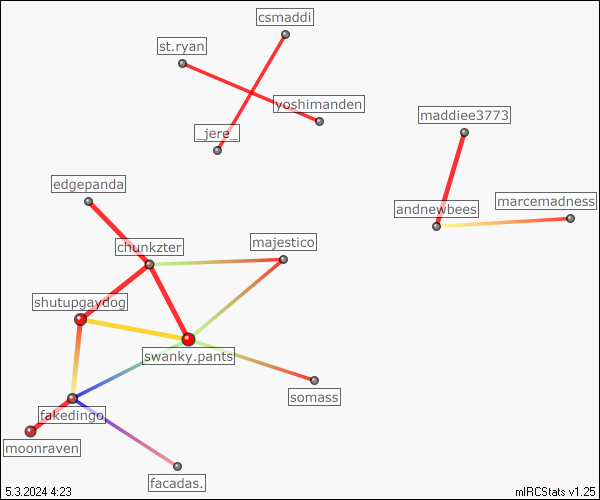 csmaddi
st.ryan
yoshimanden
maddiee3773
_jere_
edgepanda
marcemadness
andnewbees
chunkzter
majestico
shutupgaydog
swanky.pants
somass
fakedingo
moonraven
facadas.
5.3.2024 4:23
mIRCStats v1.25